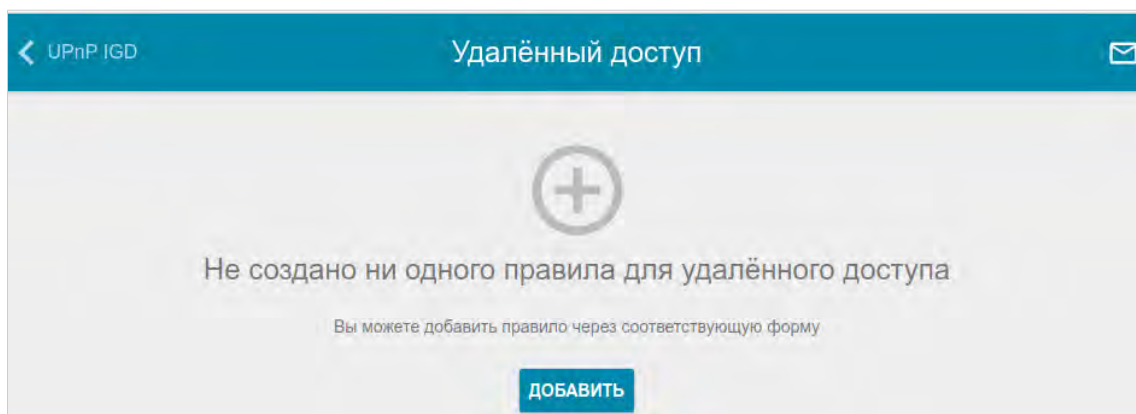 UPnP IGD
Удалённый доступ
Не создано ни одного правила для удалённого доступа
Вы можете добавить правило через соответствующую форму
ДОБАВИТЬ